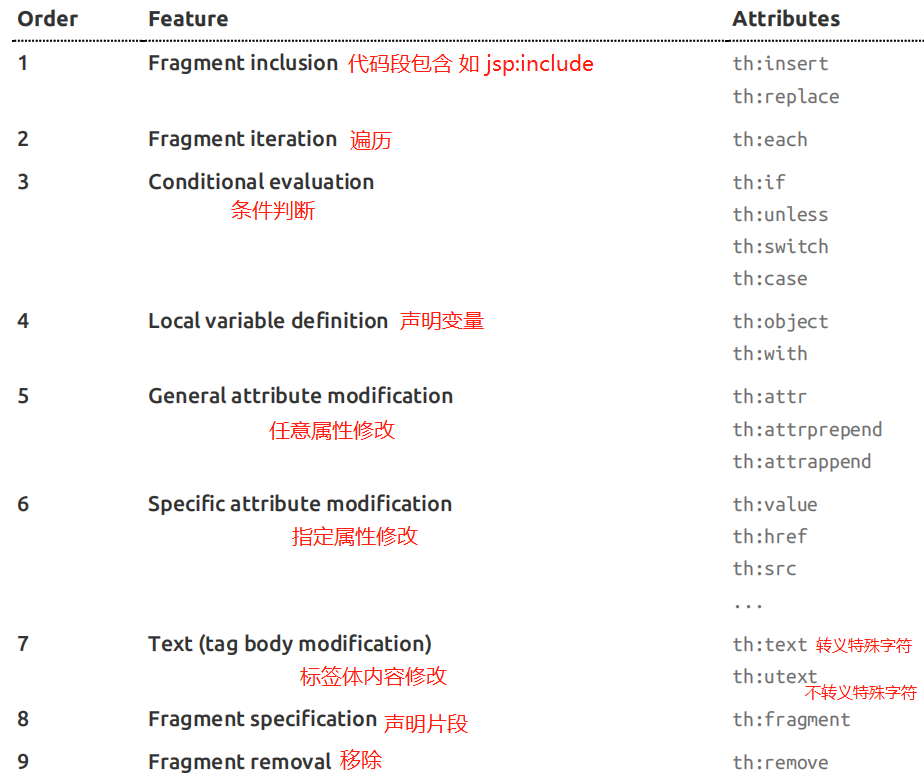 Order Feature Attributes
1 Fragment inclusion 代码段包含 如 jsp:include th:insert
th:replace
2 Fragment iteration 遍历 th:each
3 Conditional evaluation th:if
条件判断 th:unless
th:switch
th:case
4 Local variable definition 声明变量 th:object
th:with
5 General attribute modification th:attr
任意属性修改 th:attrprepend
th:attrappend
6 Specific attribute modification th:value
指定属性修改 th:href
th:src
...
7 Text (tag body modification) th:text 转义特殊字符
标签体内容修改 th:utext
不转义特殊字符
8 Fragment specification 声明片段 th:fragment
9 Fragment removal 移除 th:remove